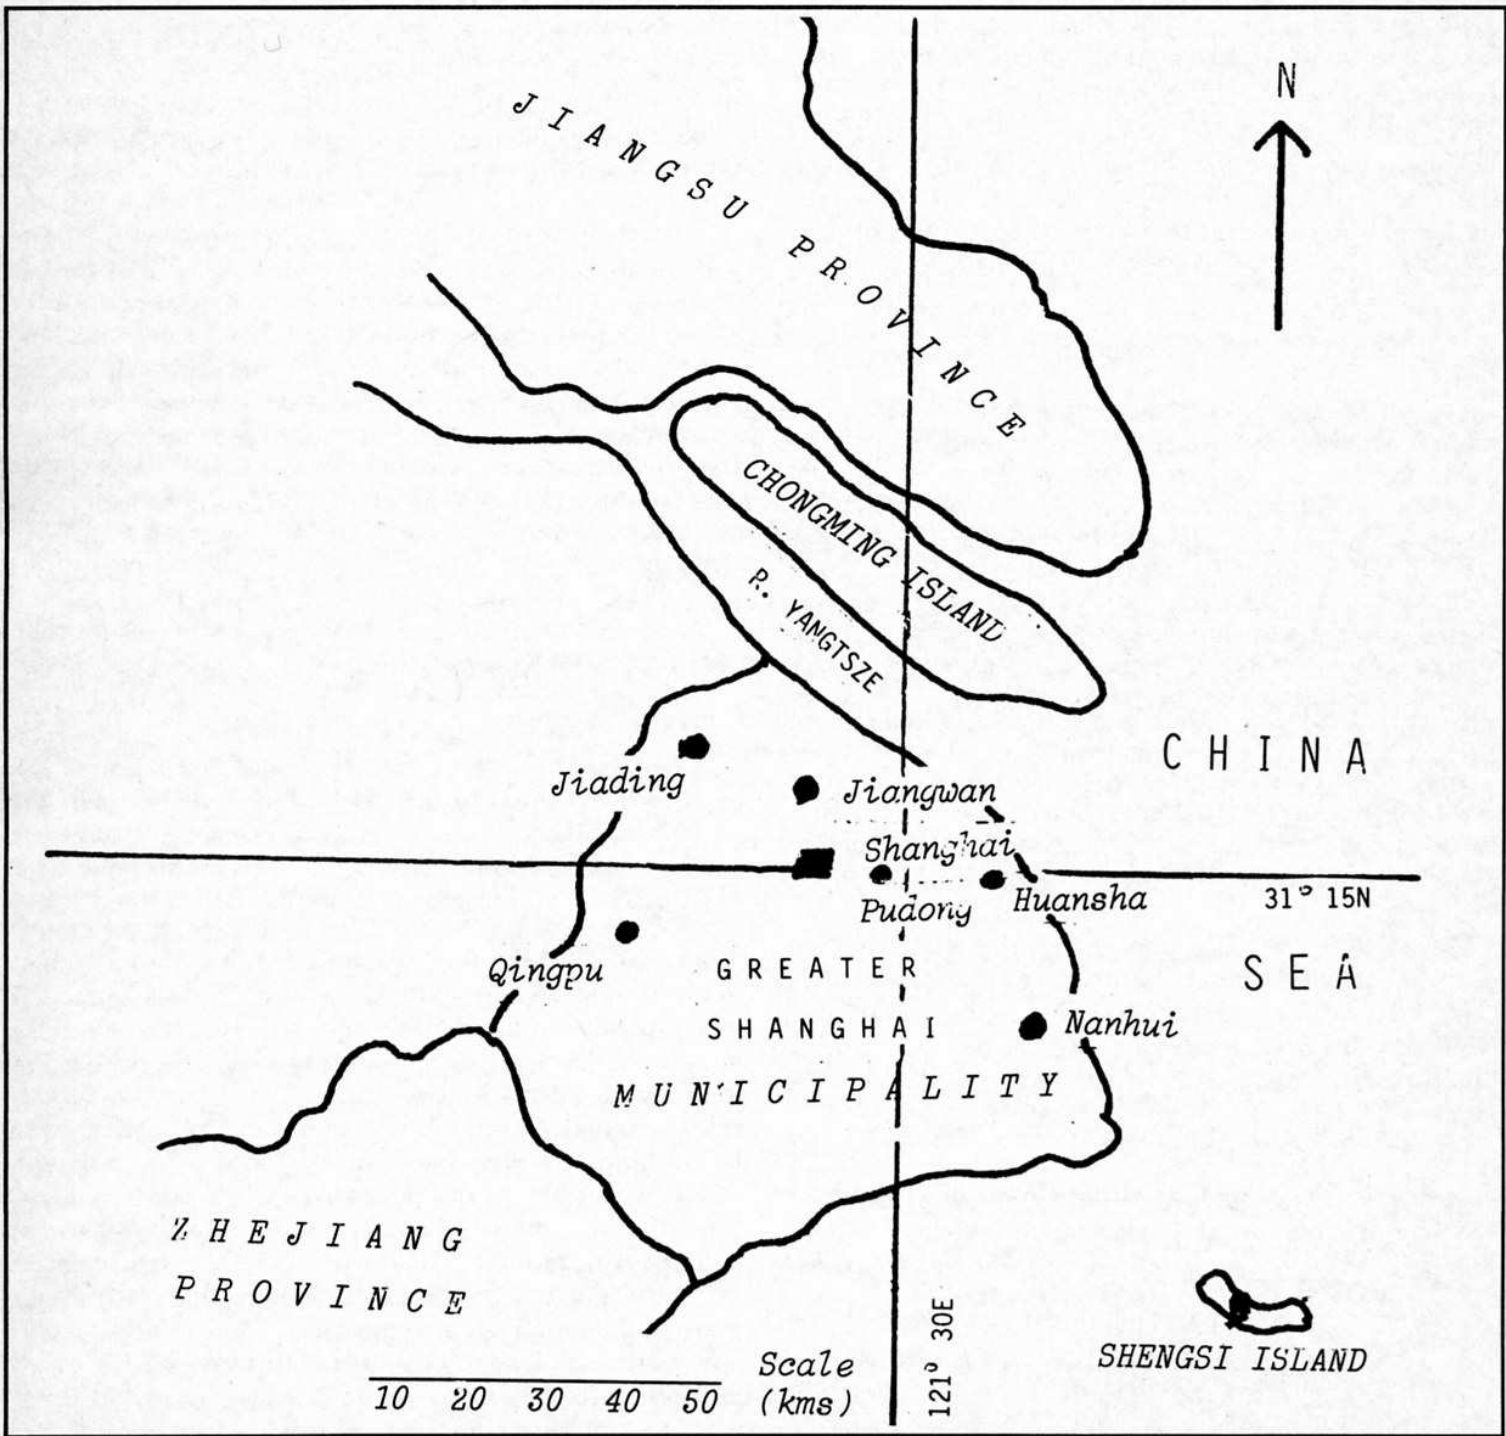 N
JIANGSU PROVINCE
CHONGMING ISLAND
R. YANGTSZE
CHINA
Jiading
Jiangwan
Shanghai
Pudong
Huansha
31° 15N
Qingpu
GREATER
SEA
SHANGHAI
Nanhui
MUNICIPALITY
ZHEJIANG
PROVINCE
121° 30E
SHENGSI ISLAND
Scale
10 20 30 40 50 (kms)